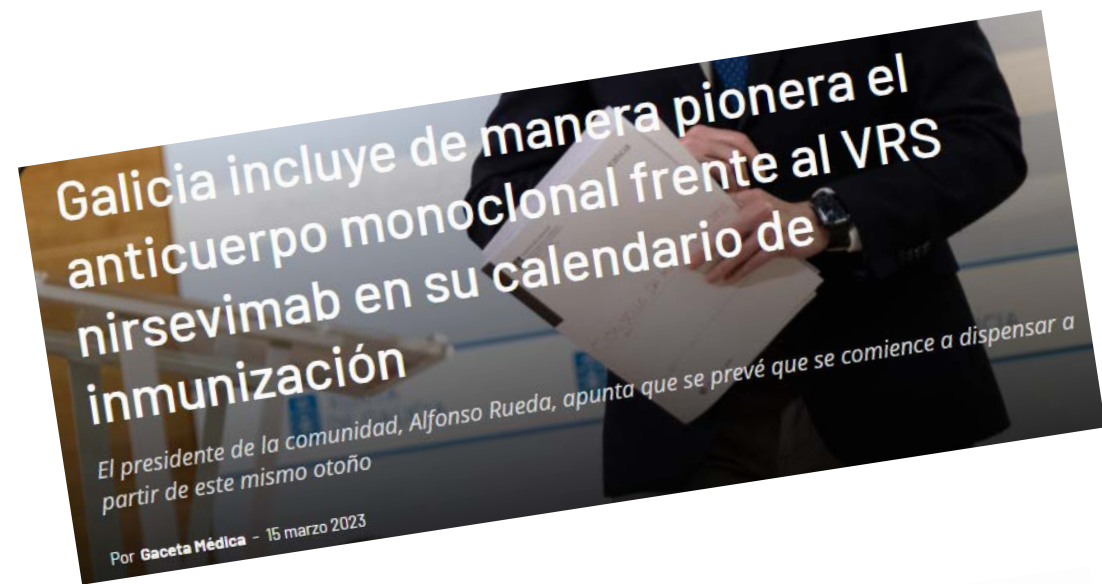 Galicia incluye de manera pionera el
anticuerpo monoclonal frente al VRS
nirsevimab en su calendario de
inmunización
El presidente de la comunidad, Alfonso Rueda, apunta que se prevé que se comience a dispensar a
partir de este mismo otoño
Por Gaceta Médica - 15 marzo 2023